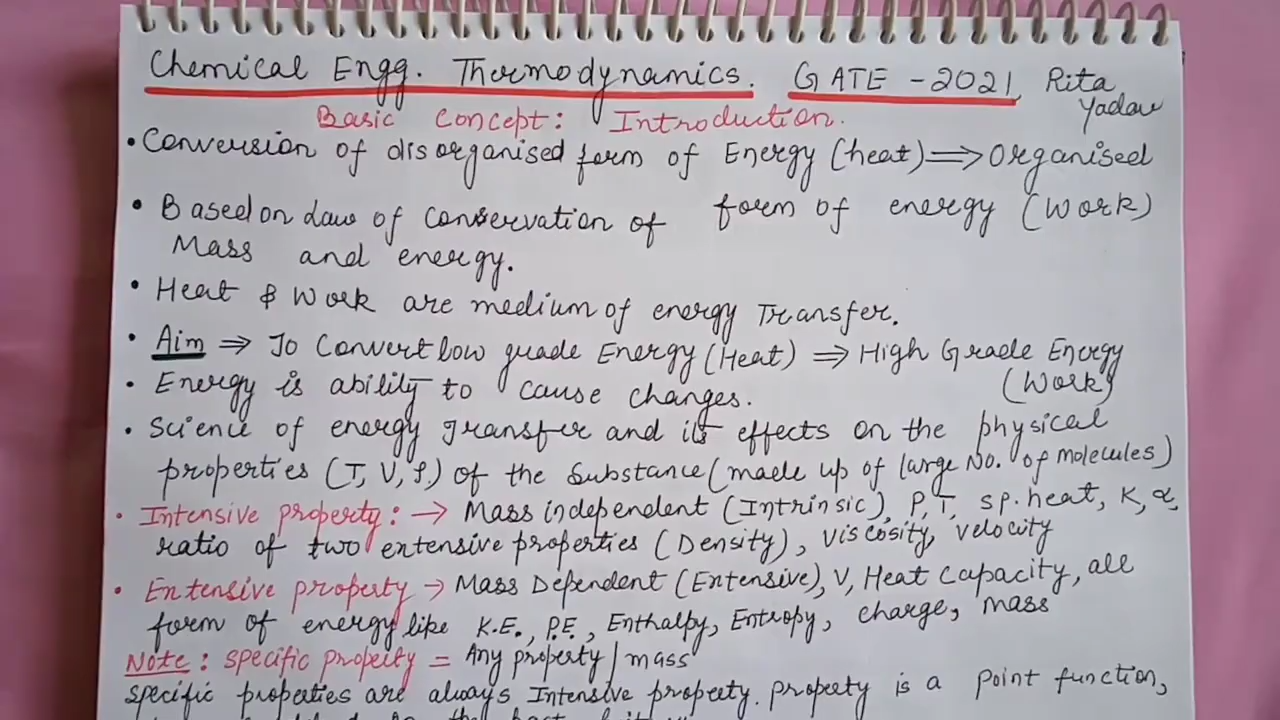 Chemical Engg. Thermodynamics. GATE -2021, Rita Yadav
Basic Concept: Introduction.
• Conversion of disorganised form of Energy (heat) ⟹ Organised form of energy (Work)
• Based on Law of Conservation of
Mass and energy.
• Heat & Work are medium of energy Transfer.
• Aim ⇒ To Convert low grade Energy (Heat) ⇒ High Grade Energy (Work)
• Energy is ability to cause changes.
• Science of energy Transfer and its effects on the physical
properties (T, V, P) of the Substance (made up of large No. of molecules)
• Intensive property: → Mass independent (Intrinsic), P, T, sp. heat, K, α,
ratio of two extensive properties (Density), viscosity, velocity
• Extensive property → Mass Dependent (Extensive), V, Heat Capacity, all
form of energy like K.E., P.E., Enthalpy, Entropy, charge, mass
Note: specific property = Any property / mass
specific properties are always Intensive property. property is a point function,